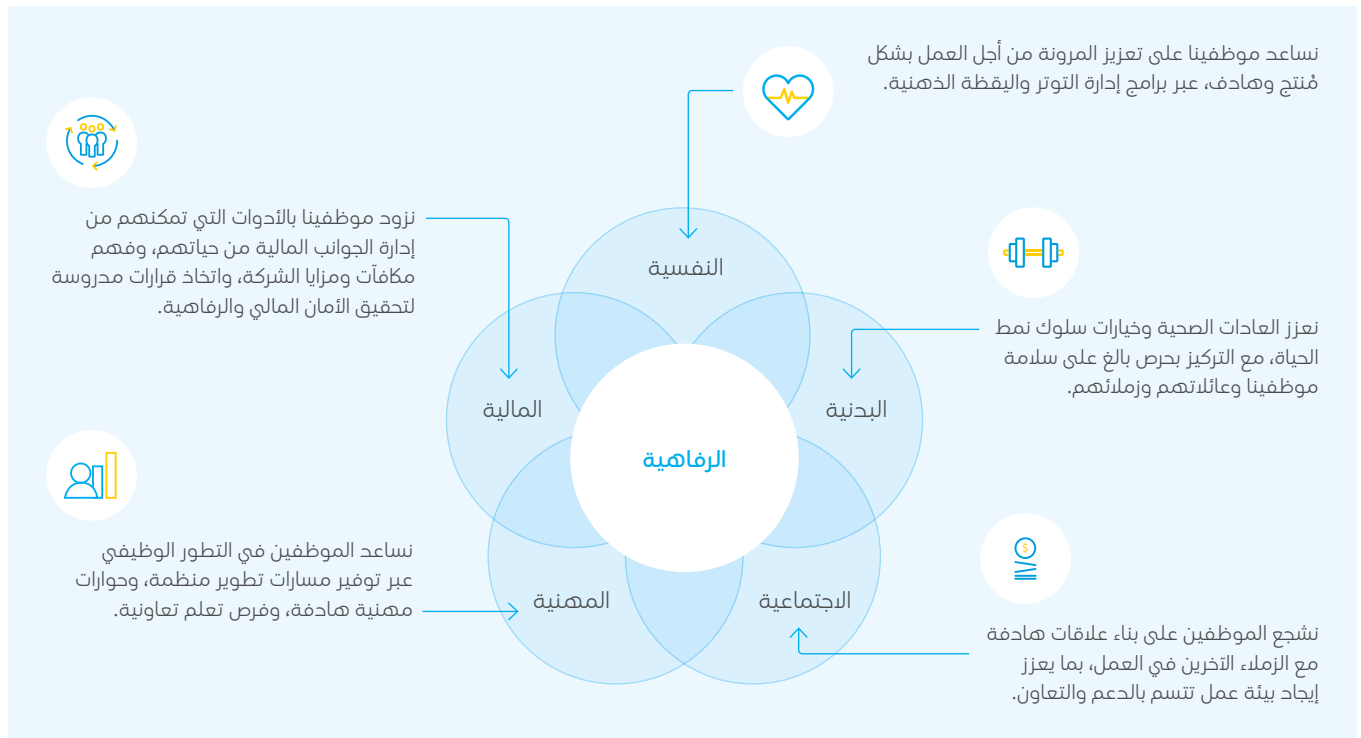 نساعد موظفينا على تعزيز المرونة من أجل العمل بشكل
مُنتج وهادف، عبر برامج إدارة التوتر واليقظة الذهنية.
النفسية
نعزز العادات الصحية وخيارات سلوك نمط
الحياة، مع التركيز بحرص بالغ على سلامة
موظفينا وعائلاتهم وزملائهم.
البدنية
$
نشجع الموظفين على بناء علاقات هادفة
مع الزملاء الآخرين في العمل، بما يعزز
إيجاد بيئة عمل تتسم بالدعم والتعاون.
الاجتماعية
الرفاهية
نزود موظفينا بالأدوات التي تمكنهم من
إدارة الجوانب المالية من حياتهم، وفهم
مكافآت ومزايا الشركة، واتخاذ قرارات مدروسة
لتحقيق الأمان المالي والرفاهية.
المالية
نساعد الموظفين في التطور الوظيفي
عبر توفير مسارات تطوير منظمة، وحوارات
مهنية هادفة، وفرص تعلم تعاونية.
المهنية